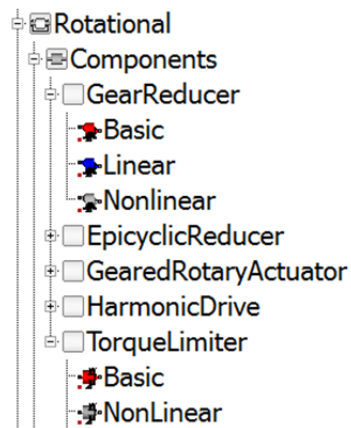 Rotational
Components
GearReducer
Basic
Linear
Nonlinear
EpicyclicReducer
GearedRotaryActuator
HarmonicDrive
TorqueLimiter
Basic
NonLinear